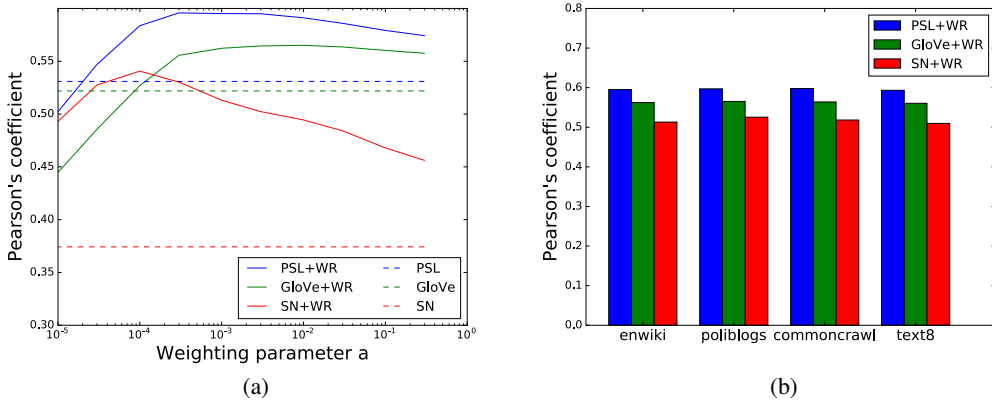 0.55
0.50
0.45
0.40
0.35
0.30
Pearson's coefficient
PSL+WR
GloVe+WR
SN+WR
PSL
GloVe
SN
10⁻⁵
10⁻⁴
10⁻³
10⁻²
10⁻¹
10⁰
Weighting parameter a
(a)
0.8
0.7
0.6
0.5
0.4
0.3
0.2
0.1
0.0
Pearson's coefficient
PSL+WR
GloVe+WR
SN+WR
enwiki
poliblogs
commoncrawl
text8
(b)